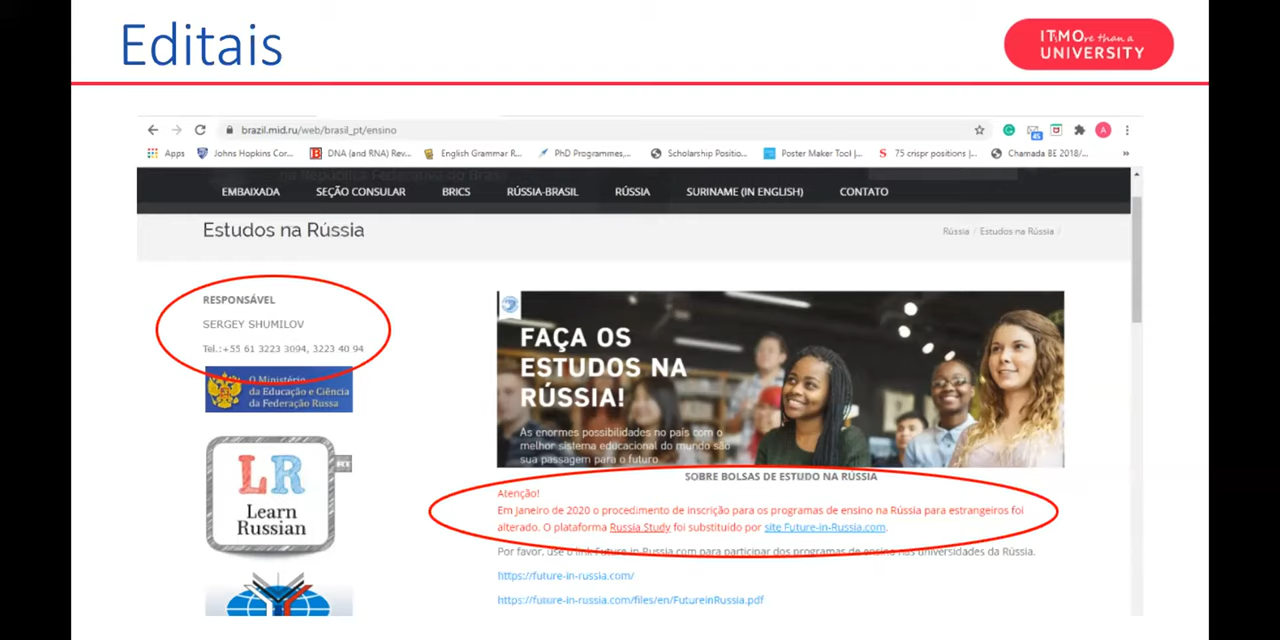 Editais
ITMOre than a
UNIVERSITY
brazil.mid.ru/web/brasil_pt/ensino
Apps
Johns Hopkins Cor...
DNA (and RNA) Rev...
English Grammar R...
PhD Programmes,...
Scholarship Positio...
Poster Maker Tool |...
75 crispr positions |...
Chamada BE 2018/...
»
na República Federativa do Brasil
EMBAIXADA
SEÇÃO CONSULAR
BRICS
RÚSSIA-BRASIL
RÚSSIA
SURINAME (IN ENGLISH)
CONTATO
Estudos na Rússia
Rússia / Estudos na Rússia /
RESPONSÁVEL
SERGEY SHUMILOV
Tel.:+55 61 3223 3094, 3223 40 94
O Ministério
da Educação e Ciência
da Federação Russa
LR
Learn
Russian
FAÇA OS
ESTUDOS NA
RÚSSIA!
As enormes possibilidades no país com o
melhor sistema educacional do mundo são
sua passagem para o futuro
SOBRE BOLSAS DE ESTUDO NA RÚSSIA
Atenção!
Em Janeiro de 2020 o procedimento de inscrição para os programas de ensino na Rússia para estrangeiros foi
alterado. O plataforma Russia Study foi substituído por site Future-in-Russia.com.
Por favor, use o link Future-in-Russia.com para participar dos programas de ensino nas universidades da Rússia.
https://future-in-russia.com/
https://future-in-russia.com/files/en/FutureinRussia.pdf